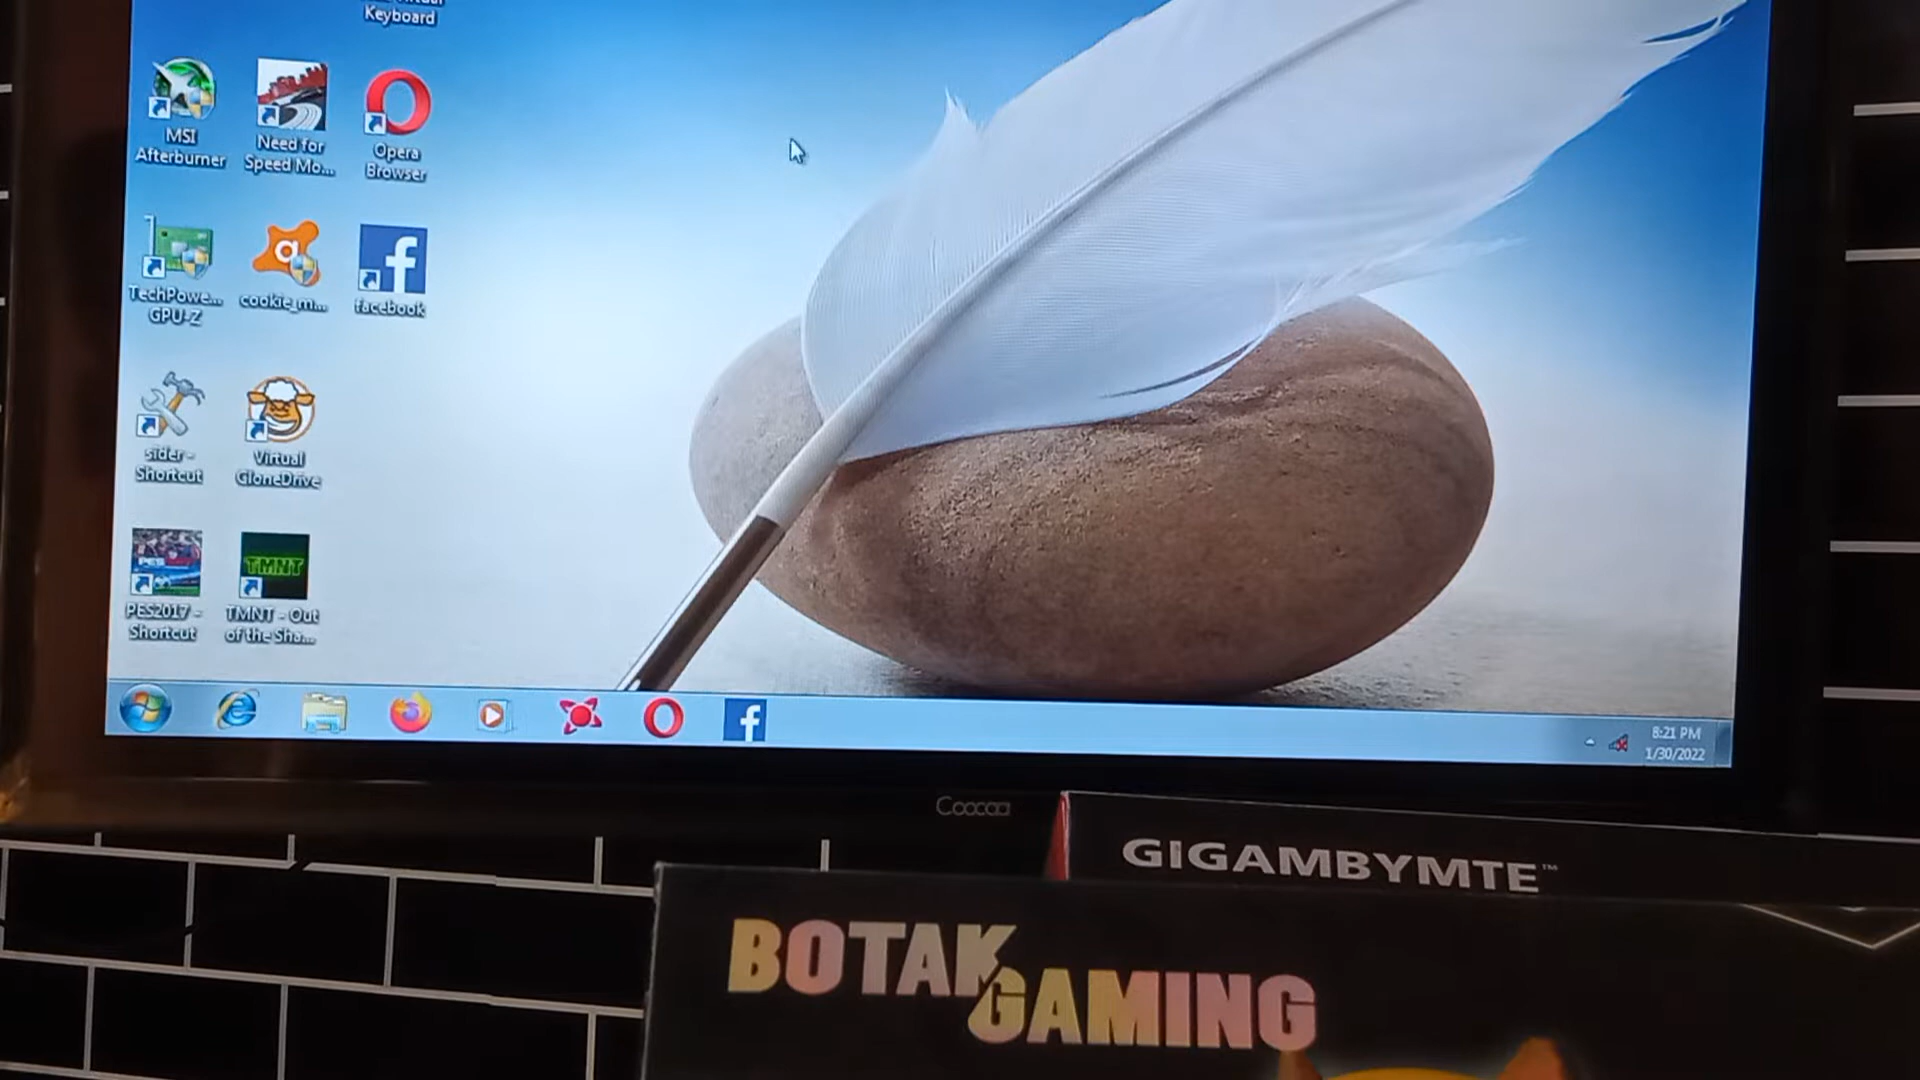 Keyboard
MSI
Afterburner
Need for
Speed Mo...
Opera
Browser
TechPowe...
GPU-Z
cookie_m...
facebook
sider -
Shortcut
Virtual
CloneDrive
PES2017 -
Shortcut
TMNT
TMNT - Out
of the Sha...
8:21 PM
1/30/2022
Coocaa
GIGAMBYMTE™
BOTAK
GAMING